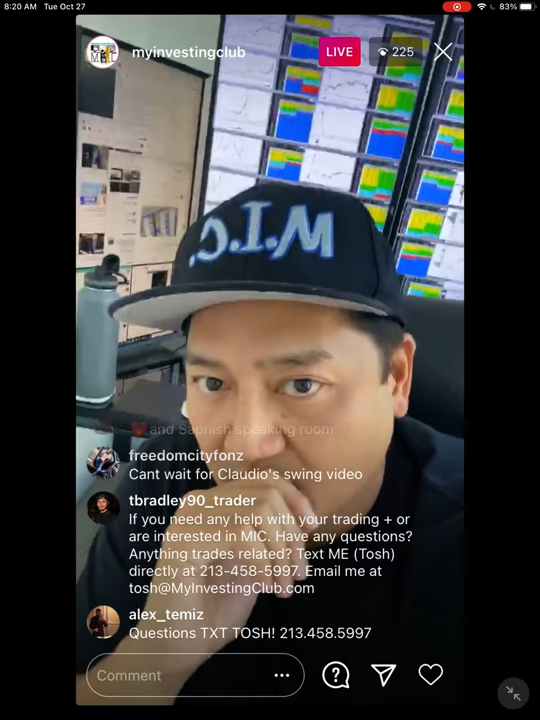 8:20 AM Tue Oct 27
83%
myinvestingclub
LIVE
225
M.I.C.
and Spanish speaking room
freedomcityfonz
Cant wait for Claudio's swing video
tbradley90_trader
If you need any help with your trading + or
are interested in MIC. Have any questions?
Anything trades related? Text ME (Tosh)
directly at 213-458-5997. Email me at
tosh@MyInvestingClub.com
alex_temiz
Questions TXT TOSH! 213.458.5997
Comment